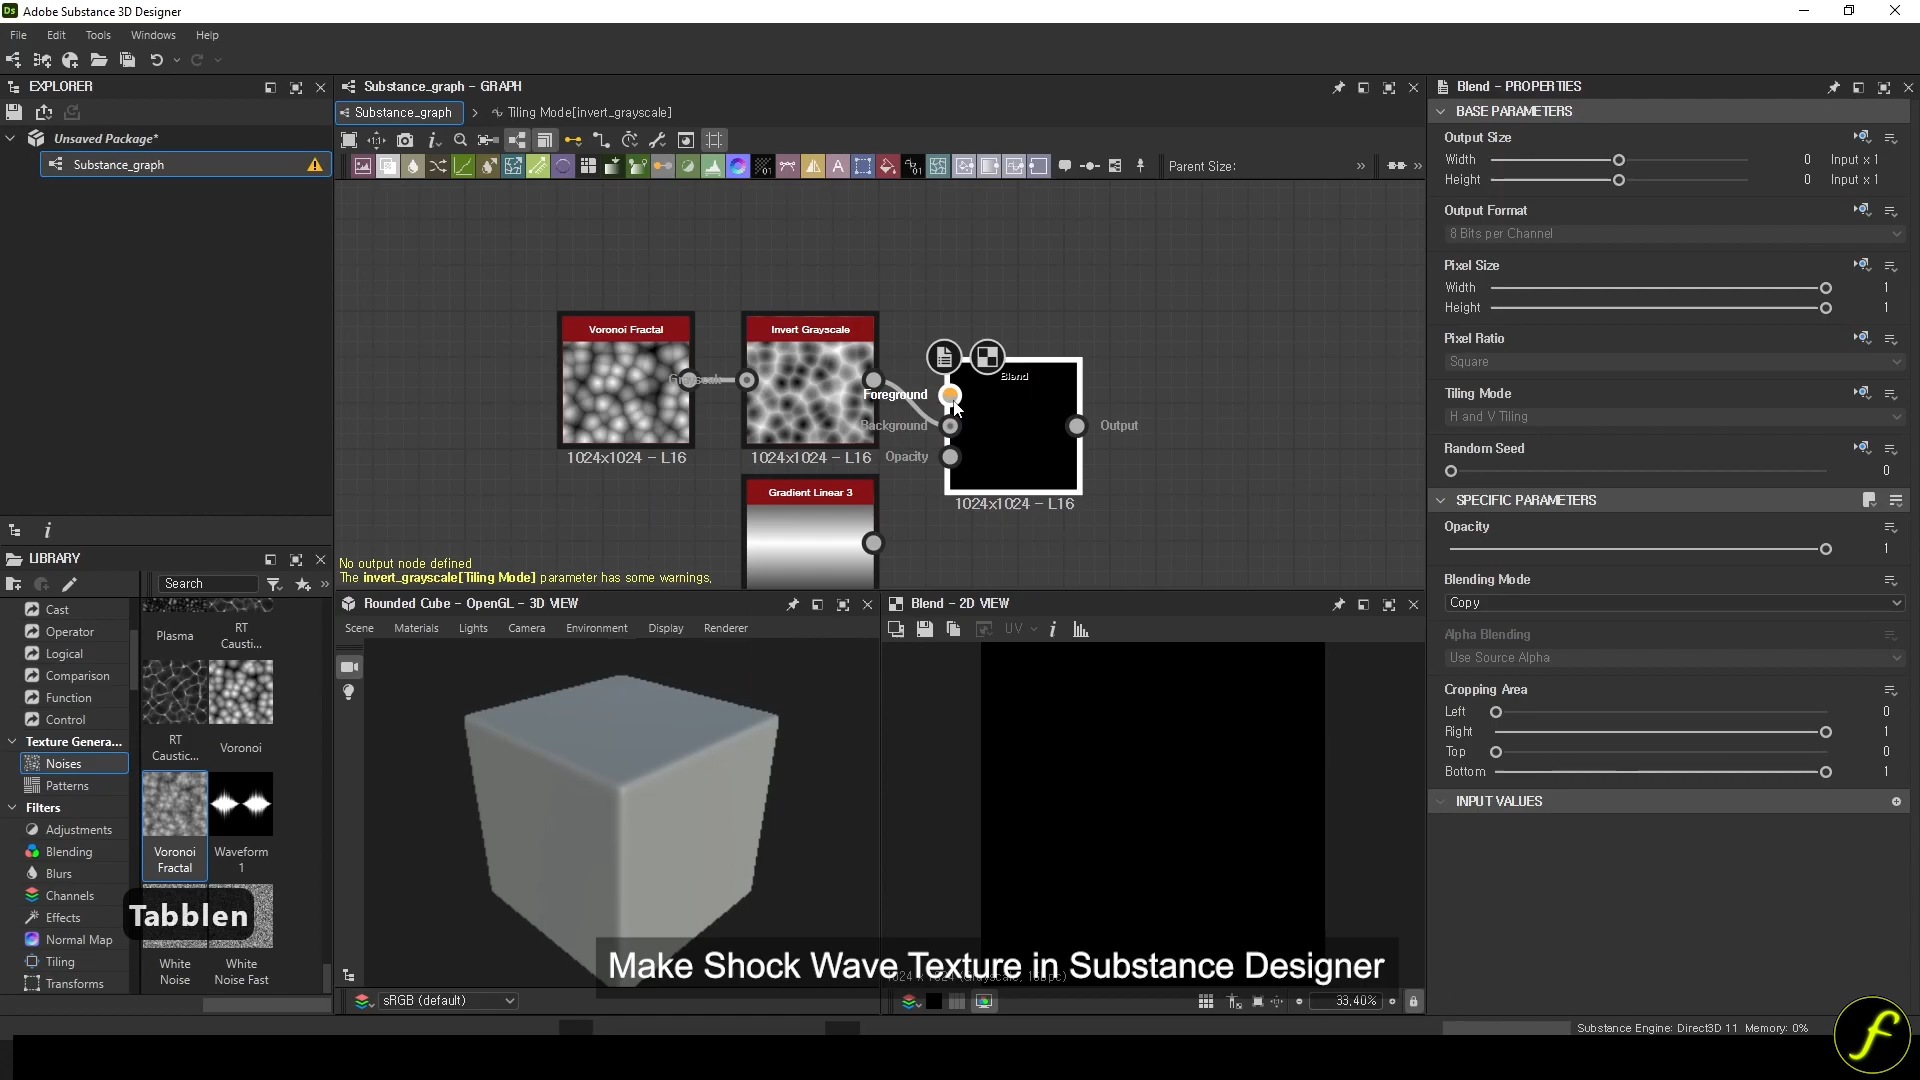 Ds Adobe Substance 3D Designer
File Edit Tools Windows Help
EXPLORER
Unsaved Package*
Substance_graph
Substance_graph - GRAPH
Substance_graph > Tiling Mode[invert_grayscale]
Parent Size:
Voronoi Fractal
1024x1024 - L16
Invert Grayscale
1024x1024 - L16
Foreground
Background
Opacity
Blend
Output
1024x1024 - L16
Gradient Linear 3
No output node defined
The invert_grayscale[Tiling Mode] parameter has some warnings,
LIBRARY
Search
Cast
Operator
Logical
Comparison
Function
Control
Texture Genera...
Noises
Patterns
Filters
Adjustments
Blending
Blurs
Channels
Effects
Normal Map
Tiling
Transforms
Plasma
RT Causti...
RT Caustic...
Voronoi
Voronoi Fractal
Waveform 1
White Noise
White Noise Fast
Tabblen
Rounded Cube - OpenGL - 3D VIEW
Scene Materials Lights Camera Environment Display Renderer
sRGB (default)
Blend - 2D VIEW
UV
33,40%
Make Shock Wave Texture in Substance Designer
Blend - PROPERTIES
BASE PARAMETERS
Output Size
Width 0 Input x 1
Height 0 Input x 1
Output Format
8 Bits per Channel
Pixel Size
Width 1
Height 1
Pixel Ratio
Square
Tiling Mode
H and V Tiling
Random Seed
0
SPECIFIC PARAMETERS
Opacity
1
Blending Mode
Copy
Alpha Blending
Use Source Alpha
Cropping Area
Left 0
Right 1
Top 0
Bottom 1
INPUT VALUES
Substance Engine: Direct3D 11 Memory: 0%
f